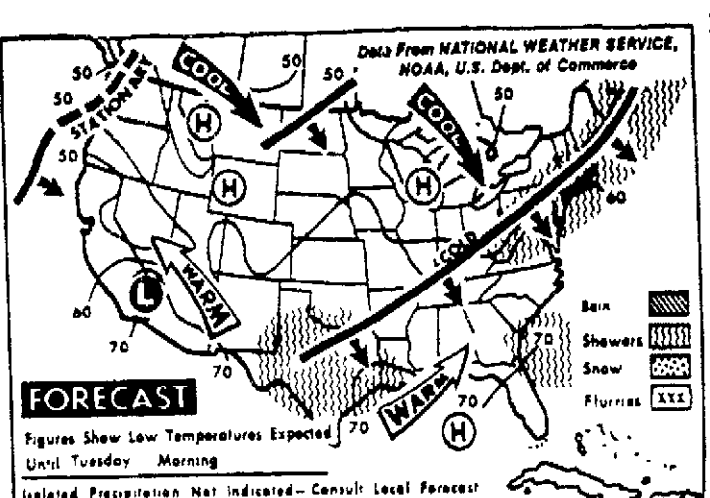 Data From NATIONAL WEATHER SERVICE,
NOAA, U.S. Dept. of Commerce
50
COOL
50
50
50
STATIONARY
50
COOL
50
H
H
H
60
COLD
WARM
L
60
70
70
70
70
WARM
70
H
Rain
Showers
Snow
Flurries
FORECAST
Figures Show Low Temperatures Expected
Until Tuesday Morning
Isolated Precipitation Not Indicated – Consult Local Forecast